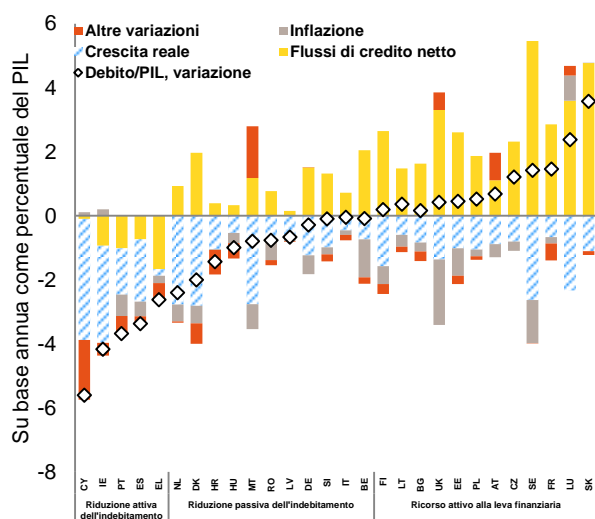 Su base annua come percentuale del PIL
6
4
2
0
-2
-4
-6
-8
Altre variazioni
Inflazione
Crescita reale
Flussi di credito netto
Debito/PIL, variazione
CY IE PT ES EL NL DK HR HU MT RO LV DE SI IT BE FI LT BG UK EE PL AT CZ SE FR LU SK
Riduzione attiva dell'indebitamento
Riduzione passiva dell'indebitamento
Ricorso attivo alla leva finanziaria